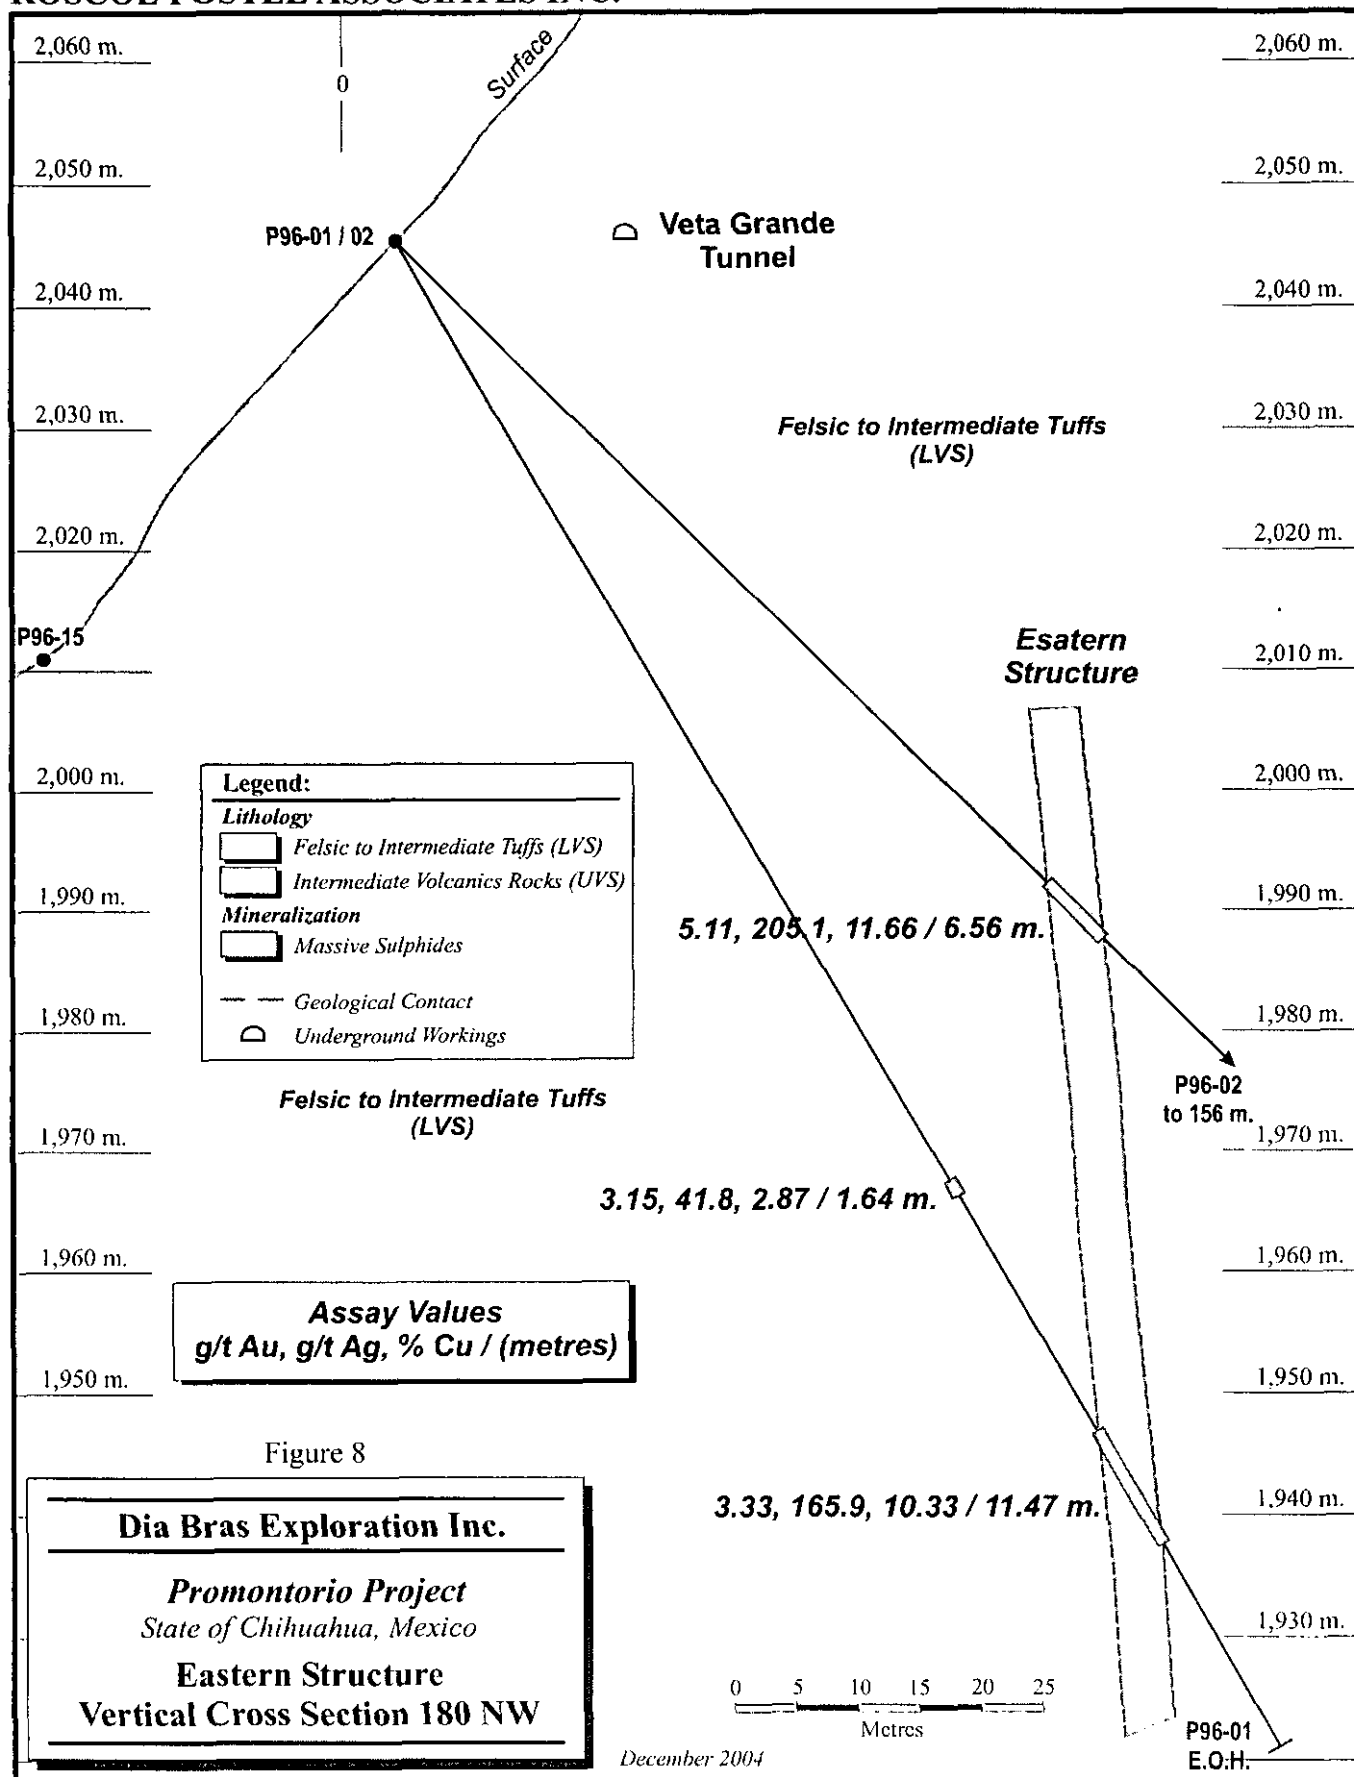 2,060 m.
2,060 m.
0
Surface
2,050 m.
2,050 m.
P96-01 / 02
Veta Grande
Tunnel
2,040 m.
2,040 m.
2,030 m.
2,030 m.
Felsic to Intermediate Tuffs
(LVS)
2,020 m.
2,020 m.
P96-15
Esatern
Structure
2,010 m.
2,000 m.
2,000 m.
Legend:
Lithology
Felsic to Intermediate Tuffs (LVS)
Intermediate Volcanics Rocks (UVS)
Mineralization
Massive Sulphides
Geological Contact
Underground Workings
1,990 m.
1,990 m.
5.11, 205.1, 11.66 / 6.56 m.
1,980 m.
1,980 m.
P96-02
to 156 m.
Felsic to Intermediate Tuffs
(LVS)
1,970 m.
1,970 m.
3.15, 41.8, 2.87 / 1.64 m.
1,960 m.
1,960 m.
Assay Values
g/t Au, g/t Ag, % Cu / (metres)
1,950 m.
1,950 m.
Figure 8
3.33, 165.9, 10.33 / 11.47 m.
1,940 m.
Dia Bras Exploration Inc.
Promontorio Project
State of Chihuahua, Mexico
Eastern Structure
Vertical Cross Section 180 NW
1,930 m.
0 5 10 15 20 25
Metres
P96-01
E.O.H.
December 2004